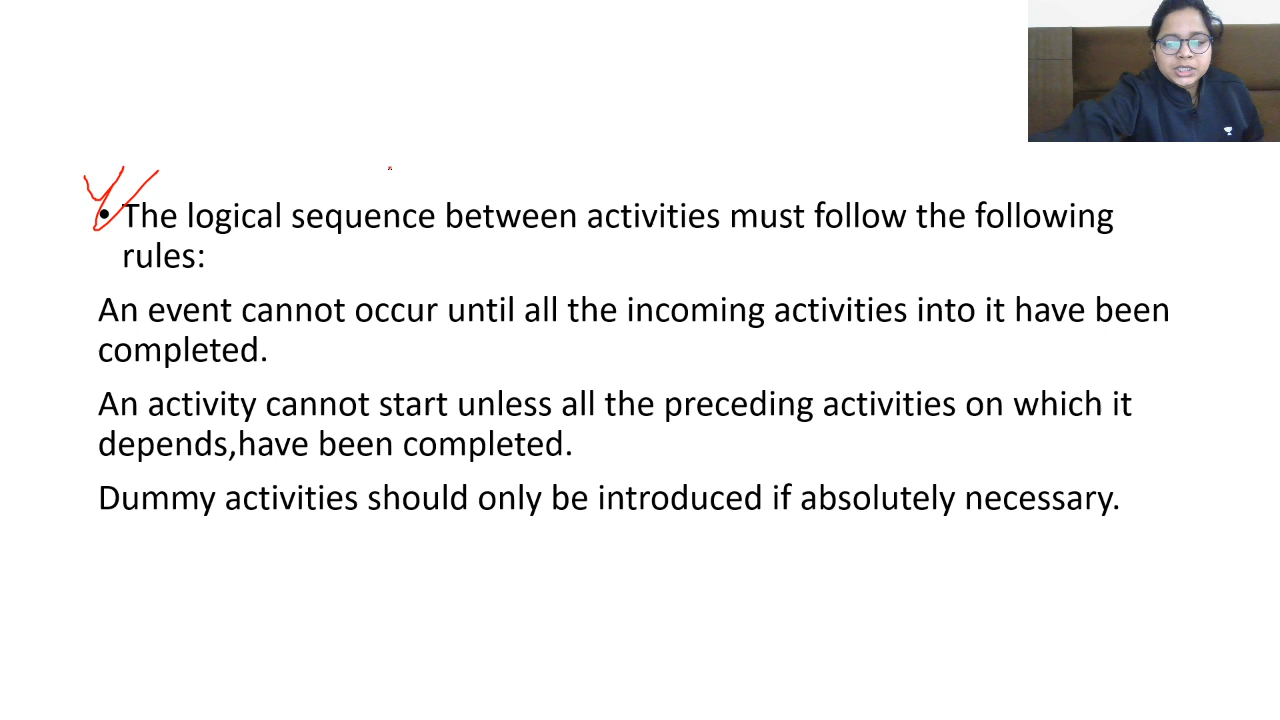 • The logical sequence between activities must follow the following
rules:
An event cannot occur until all the incoming activities into it have been
completed.
An activity cannot start unless all the preceding activities on which it
depends,have been completed.
Dummy activities should only be introduced if absolutely necessary.